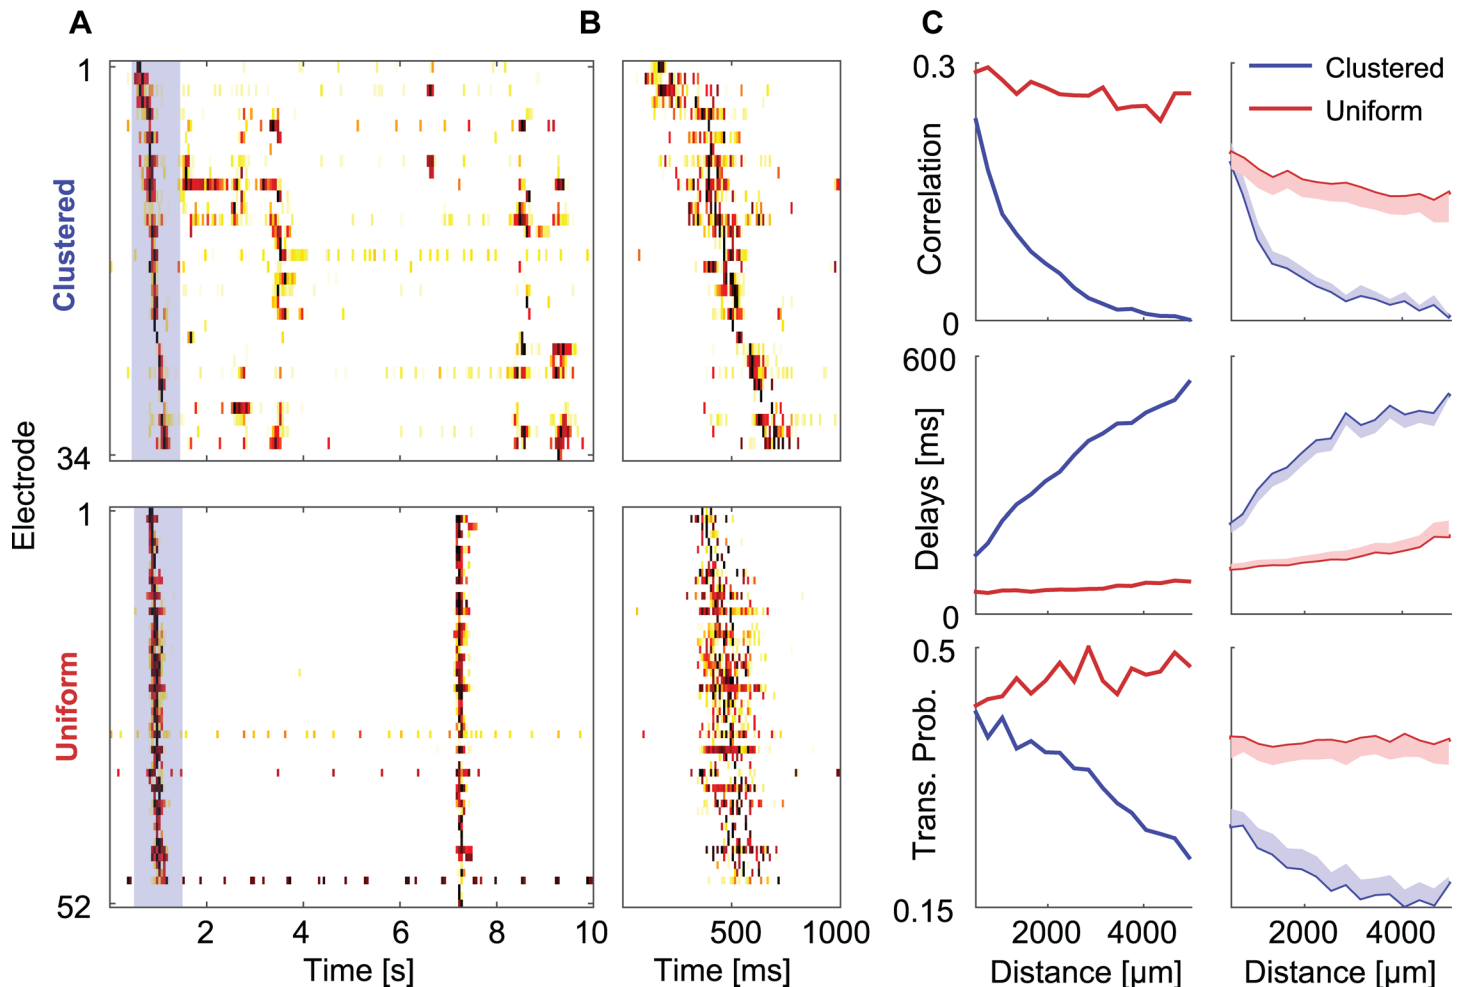 A
B
C
1
34
Clustered
Electrode
1
52
Uniform
2
4
6
8
10
Time [s]
500
1000
Time [ms]
0.3
0
Correlation
Clustered
Uniform
600
0
Delays [ms]
0.5
0.15
Trans. Prob.
2000
4000
Distance [µm]
2000
4000
Distance [µm]